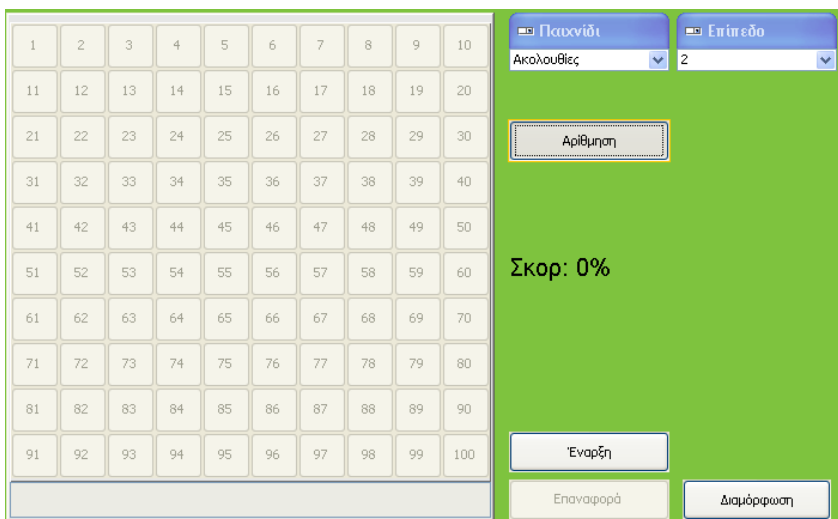 1 2 3 4 5 6 7 8 9 10
11 12 13 14 15 16 17 18 19 20
21 22 23 24 25 26 27 28 29 30
31 32 33 34 35 36 37 38 39 40
41 42 43 44 45 46 47 48 49 50
51 52 53 54 55 56 57 58 59 60
61 62 63 64 65 66 67 68 69 70
71 72 73 74 75 76 77 78 79 80
81 82 83 84 85 86 87 88 89 90
91 92 93 94 95 96 97 98 99 100
Παιχνίδι
Επίπεδο
Ακολουθίες
2
Αρίθμηση
Σκορ: 0%
Έναρξη
Επαναφορά
Διαμόρφωση